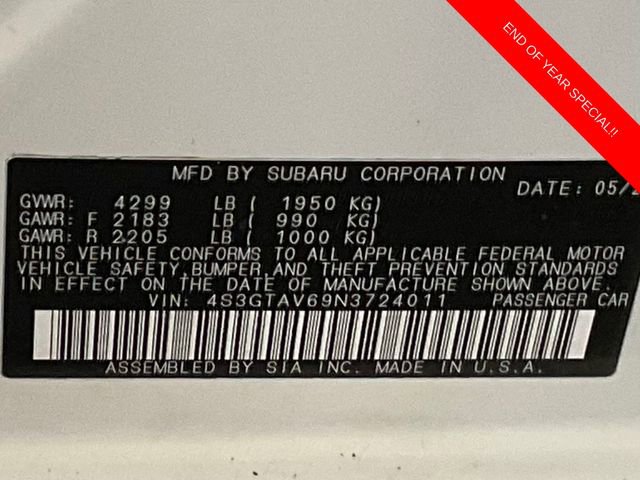 END OF YEAR SPECIAL!!
MFD BY SUBARU CORPORATION
DATE: 05/2
GVWR: 4299 LB ( 1950 KG)
GAWR: F 2183 LB ( 990 KG)
GAWR: R 2205 LB ( 1000 KG)
THIS VEHICLE CONFORMS TO ALL APPLICABLE FEDERAL MOTOR
VEHICLE SAFETY, BUMPER, AND THEFT PREVENTION STANDARDS
IN EFFECT ON THE DATE OF MANUFACTURE SHOWN ABOVE.
VIN: 4S3GTAV69N3724011 PASSENGER CAR
ASSEMBLED BY SIA INC. MADE IN U.S.A.